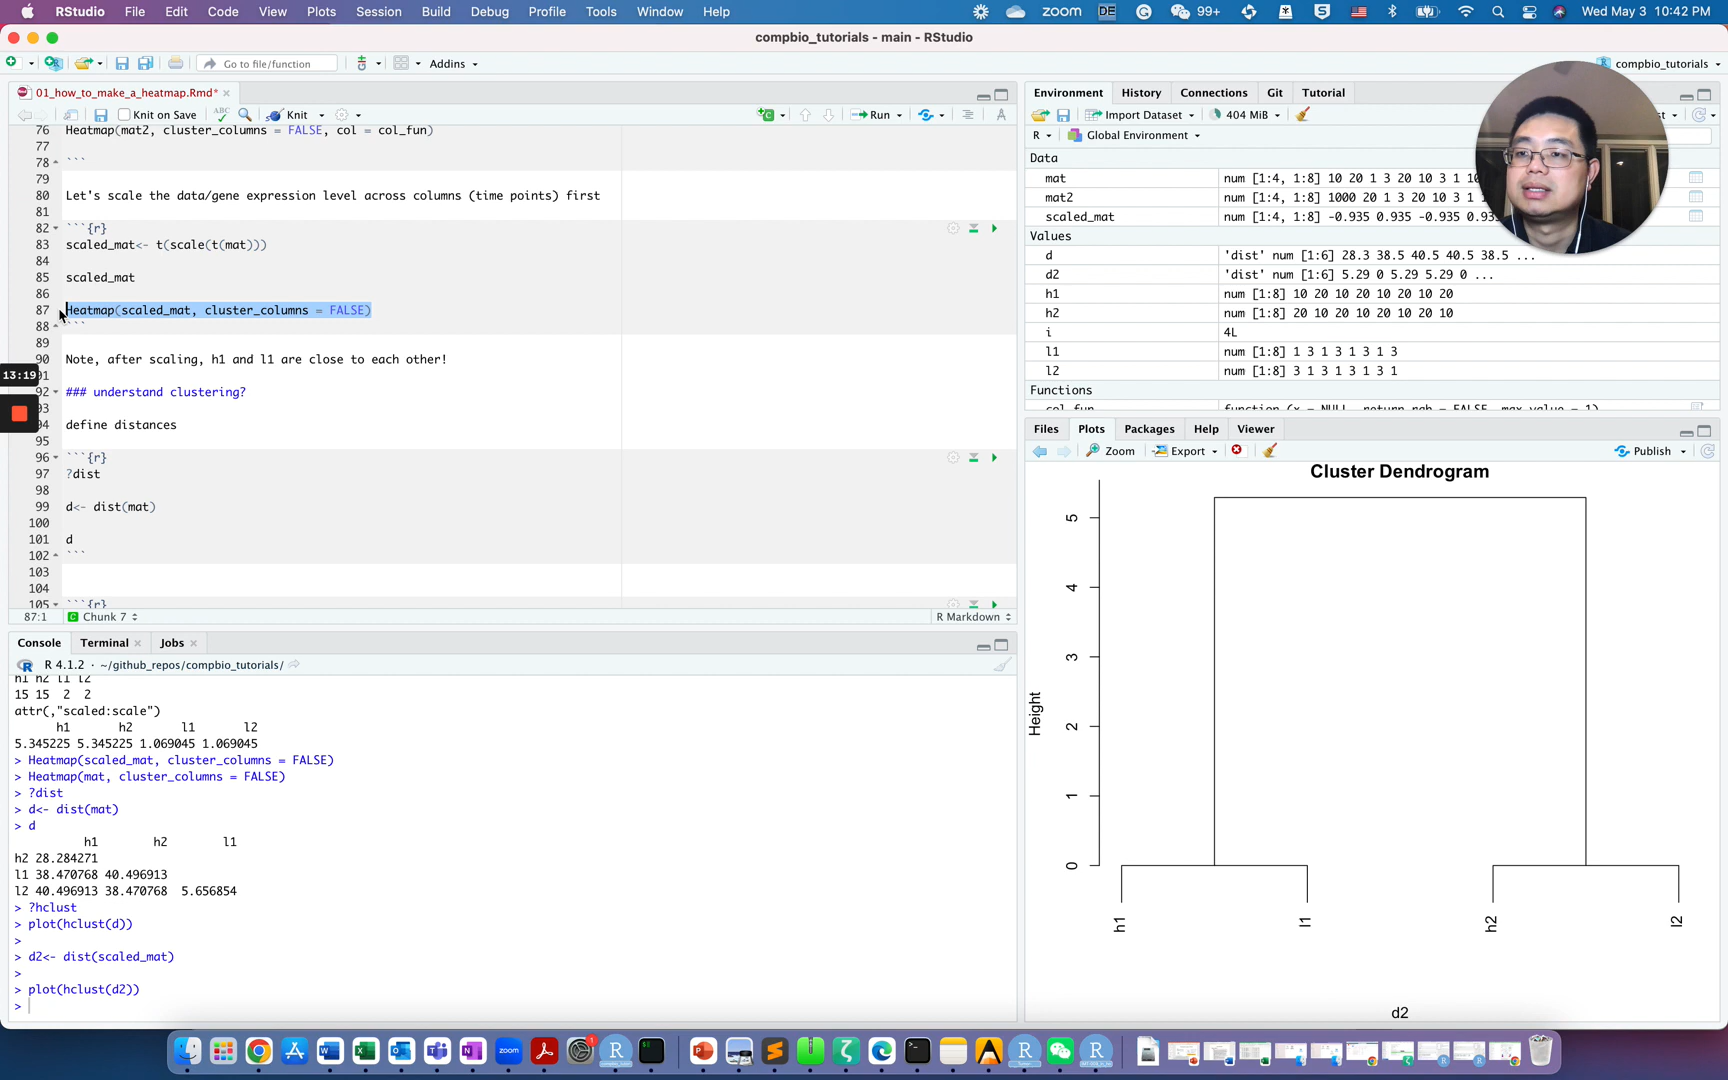 RStudio File Edit Code View Plots Session Build Debug Profile Tools Window Help
zoom DE 99+ Wed May 3 10:42 PM
compbio_tutorials - main - RStudio
Go to file/function Addins compbio_tutorials
01_how_to_make_a_heatmap.Rmd*
Knit on Save Knit Run
76 Heatmap(mat2, cluster_columns = FALSE, col = col_fun)
77
78 ```
79
80 Let's scale the data/gene expression level across columns (time points) first
81
82 ```{r}
83 scaled_mat<- t(scale(t(mat)))
84
85 scaled_mat
86
87 Heatmap(scaled_mat, cluster_columns = FALSE)
88 ```
89
90 Note, after scaling, h1 and l1 are close to each other!
91
13:19
92 ### understand clustering?
93
94 define distances
95
96 ```{r}
97 ?dist
98
99 d<- dist(mat)
100
101 d
102 ```
103
104
105 ```{r}
87:1 Chunk 7 R Markdown
Console Terminal Jobs
R 4.1.2 · ~/github_repos/compbio_tutorials/
h1 h2 l1 l2
15 15 2 2
attr(,"scaled:scale")
h1 h2 l1 l2
5.345225 5.345225 1.069045 1.069045
> Heatmap(scaled_mat, cluster_columns = FALSE)
> Heatmap(mat, cluster_columns = FALSE)
> ?dist
> d<- dist(mat)
> d
h1 h2 l1
h2 28.284271
l1 38.470768 40.496913
l2 40.496913 38.470768 5.656854
> ?hclust
> plot(hclust(d))
>
> d2<- dist(scaled_mat)
>
> plot(hclust(d2))
>
Environment History Connections Git Tutorial
Import Dataset 404 MiB
R Global Environment
Data
mat num [1:4, 1:8] 10 20 1 3 20 10 3 1
mat2 num [1:4, 1:8] 1000 20 1 3 20 10 3
scaled_mat num [1:4, 1:8] -0.935 0.935 -0.935
Values
d 'dist' num [1:6] 28.3 38.5 40.5 40.5 38.5 ...
d2 'dist' num [1:6] 5.29 0 5.29 5.29 0 ...
h1 10 20 10 20 10 20 10 20
h2 num [1:8] 20 10 20 10 20 10 20 10
i 4L
l1 num [1:8] 1 3 1 3 1 3 1 3
l2 num [1:8] 3 1 3 1 3 1 3 1
Functions
col_fun function (x = NULL, return_rgb = FALSE, max_value = 1)
Files Plots Packages Help Viewer
Zoom Export Publish
Cluster Dendrogram
Height
5
4
3
2
1
0
h1 l1 h2 l2
d2
zoom